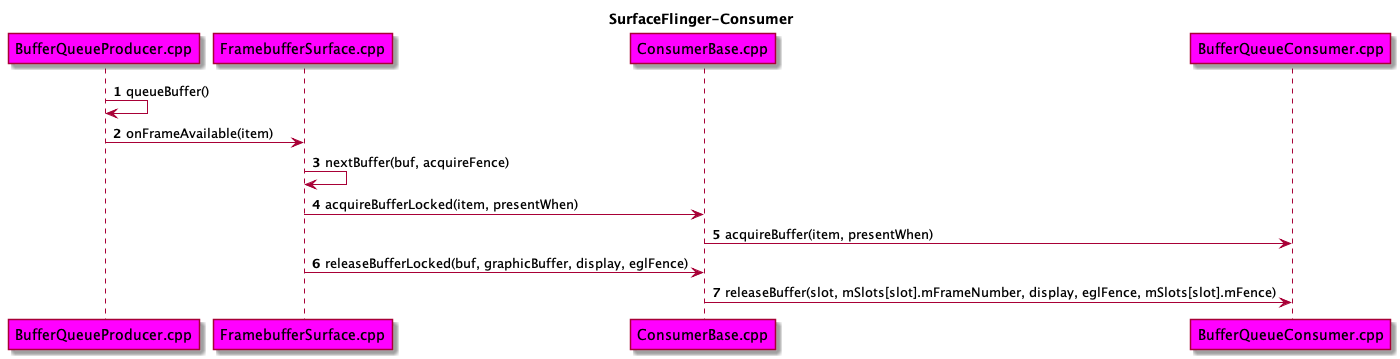 SurfaceFlinger-Consumer
BufferQueueProducer.cpp FramebufferSurface.cpp ConsumerBase.cpp BufferQueueConsumer.cpp
1 queueBuffer()
2 onFrameAvailable(item)
3 nextBuffer(buf, acquireFence)
4 acquireBufferLocked(item, presentWhen)
5 acquireBuffer(item, presentWhen)
6 releaseBufferLocked(buf, graphicBuffer, display, eglFence)
7 releaseBuffer(slot, mSlots[slot].mFrameNumber, display, eglFence, mSlots[slot].mFence)
BufferQueueProducer.cpp FramebufferSurface.cpp ConsumerBase.cpp BufferQueueConsumer.cpp